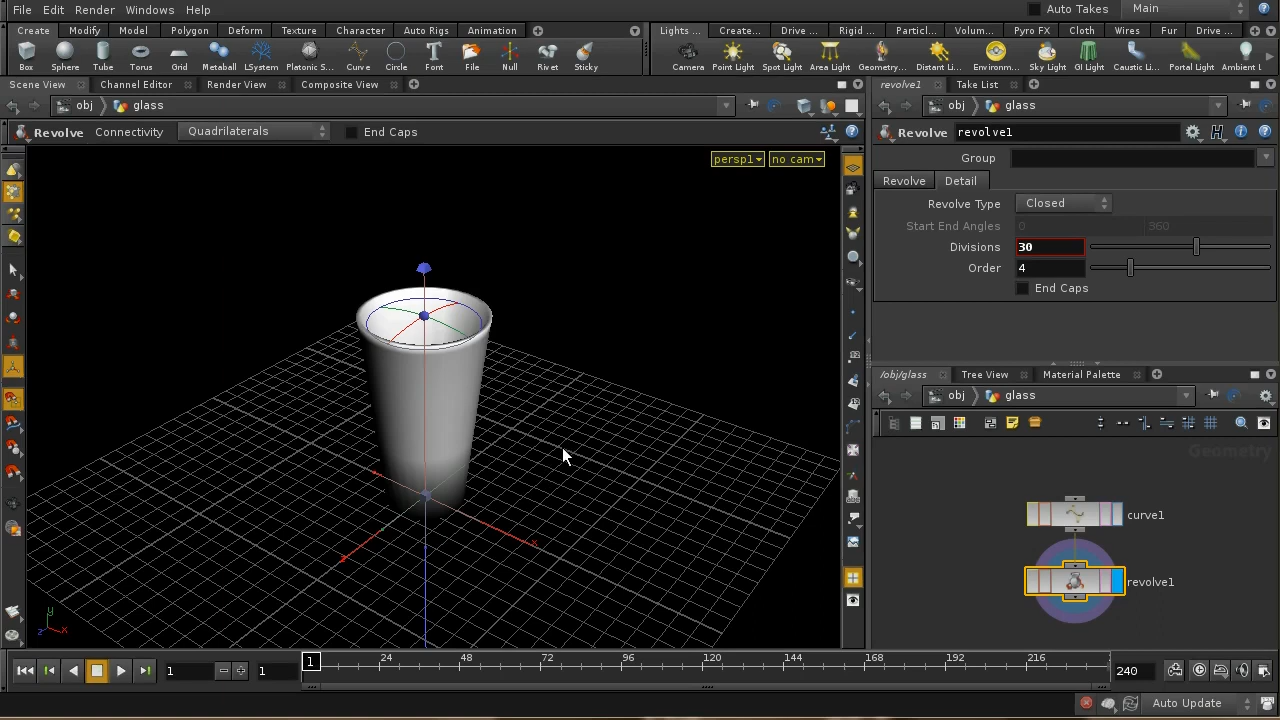 File Edit Render Windows Help Auto Takes Main
Create Modify Model Polygon Deform Texture Character Auto Rigs Animation Lights ... Create... Drive ... Rigid ... Particl... Volum... Pyro FX Cloth Wires Fur Drive ...
Box Sphere Tube Torus Grid Metaball LSystem Platonic S... Curve Circle Font File Null Rivet Sticky Camera Point Light Spot Light Area Light Geometry... Distant Li... Environm... Sky Light GI Light Caustic Li... Portal Light Ambient L
Scene View Channel Editor Render View Composite View revolve1 Take List
obj glass obj glass
Revolve Connectivity Quadrilaterals End Caps Revolve revolve1
persp1 no cam Group
Revolve Detail
Revolve Type Closed
Start End Angles 0 360
Divisions 30
Order 4
End Caps
/obj/glass Tree View Material Palette
obj glass
Geometry
curve1
revolve1
x
z
y
z x
1 1 1 24 48 72 96 120 144 168 192 216 240
Auto Update